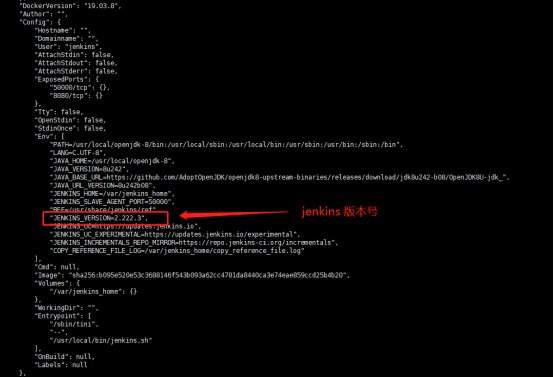 "DockerVersion": "19.03.8",
"Author": "",
"Config": {
"Hostname": "",
"Domainname": "",
"User": "jenkins",
"AttachStdin": false,
"AttachStdout": false,
"AttachStderr": false,
"ExposedPorts": {
"50000/tcp": {},
"8080/tcp": {}
},
"Tty": false,
"OpenStdin": false,
"StdinOnce": false,
"Env": [
"PATH=/usr/local/openjdk-8/bin:/usr/local/sbin:/usr/local/bin:/usr/sbin:/usr/bin:/sbin:/bin",
"LANG=C.UTF-8",
"JAVA_HOME=/usr/local/openjdk-8",
"JAVA_VERSION=8u242",
"JAVA_BASE_URL=https://github.com/AdoptOpenJDK/openjdk8-upstream-binaries/releases/download/jdk8u242-b08/OpenJDK8U-jdk_",
"JAVA_URL_VERSION=8u242b08",
"JENKINS_HOME=/var/jenkins_home",
"JENKINS_SLAVE_AGENT_PORT=50000",
"REF=/usr/share/jenkins/ref",
"JENKINS_VERSION=2.222.3",
jenkins 版本号
"JENKINS_UC=https://updates.jenkins.io",
"JENKINS_UC_EXPERIMENTAL=https://updates.jenkins.io/experimental",
"JENKINS_INCREMENTALS_REPO_MIRROR=https://repo.jenkins-ci.org/incrementals",
"COPY_REFERENCE_FILE_LOG=/var/jenkins_home/copy_reference_file.log"
],
"Cmd": null,
"Image": "sha256:b095e520e53c3688146f543b093a62cc4781da8440ca3e74eae859ccd25b4b20",
"Volumes": {
"/var/jenkins_home": {}
},
"WorkingDir": "",
"Entrypoint": [
"/sbin/tini",
"--",
"/usr/local/bin/jenkins.sh"
],
"OnBuild": null,
"Labels": null
},